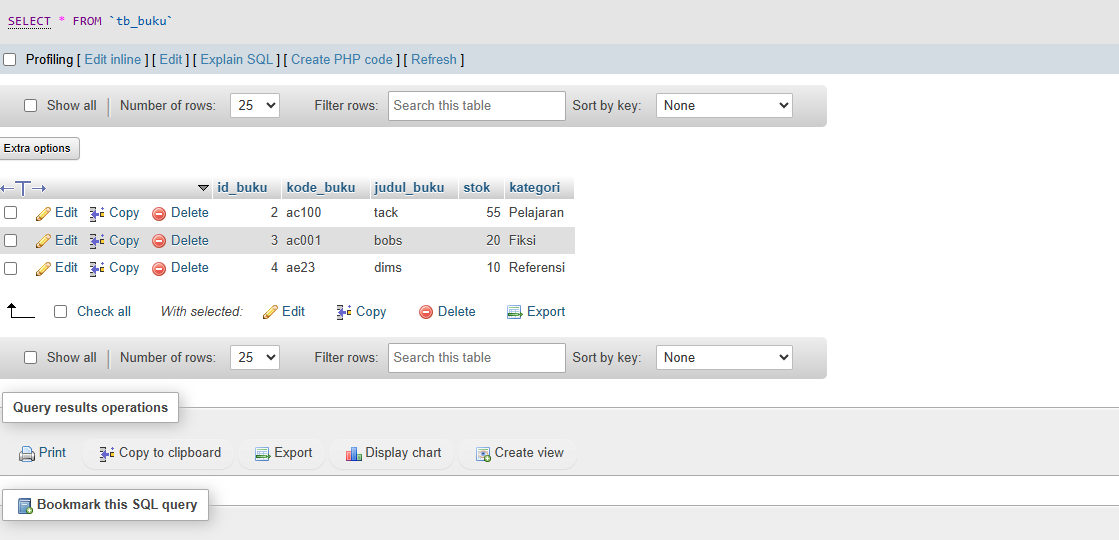 SELECT * FROM `tb_buku`
Profiling [ Edit inline ] [ Edit ] [ Explain SQL ] [ Create PHP code ] [ Refresh ]
Show all | Number of rows: 25 Filter rows: Search this table Sort by key: None
Extra options
id_buku kode_buku judul_buku stok kategori
Edit Copy Delete 2 ac100 tack 55 Pelajaran
Edit Copy Delete 3 ac001 bobs 20 Fiksi
Edit Copy Delete 4 ae23 dims 10 Referensi
Check all With selected: Edit Copy Delete Export
Show all | Number of rows: 25 Filter rows: Search this table Sort by key: None
Query results operations
Print Copy to clipboard Export Display chart Create view
Bookmark this SQL query